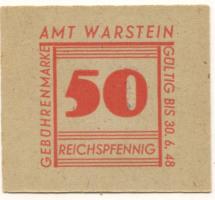 AMT WARSTEIN
GEBÜHRENMARKE
50
GÜLTIG BIS 30.6.48
REICHSPFENNIG